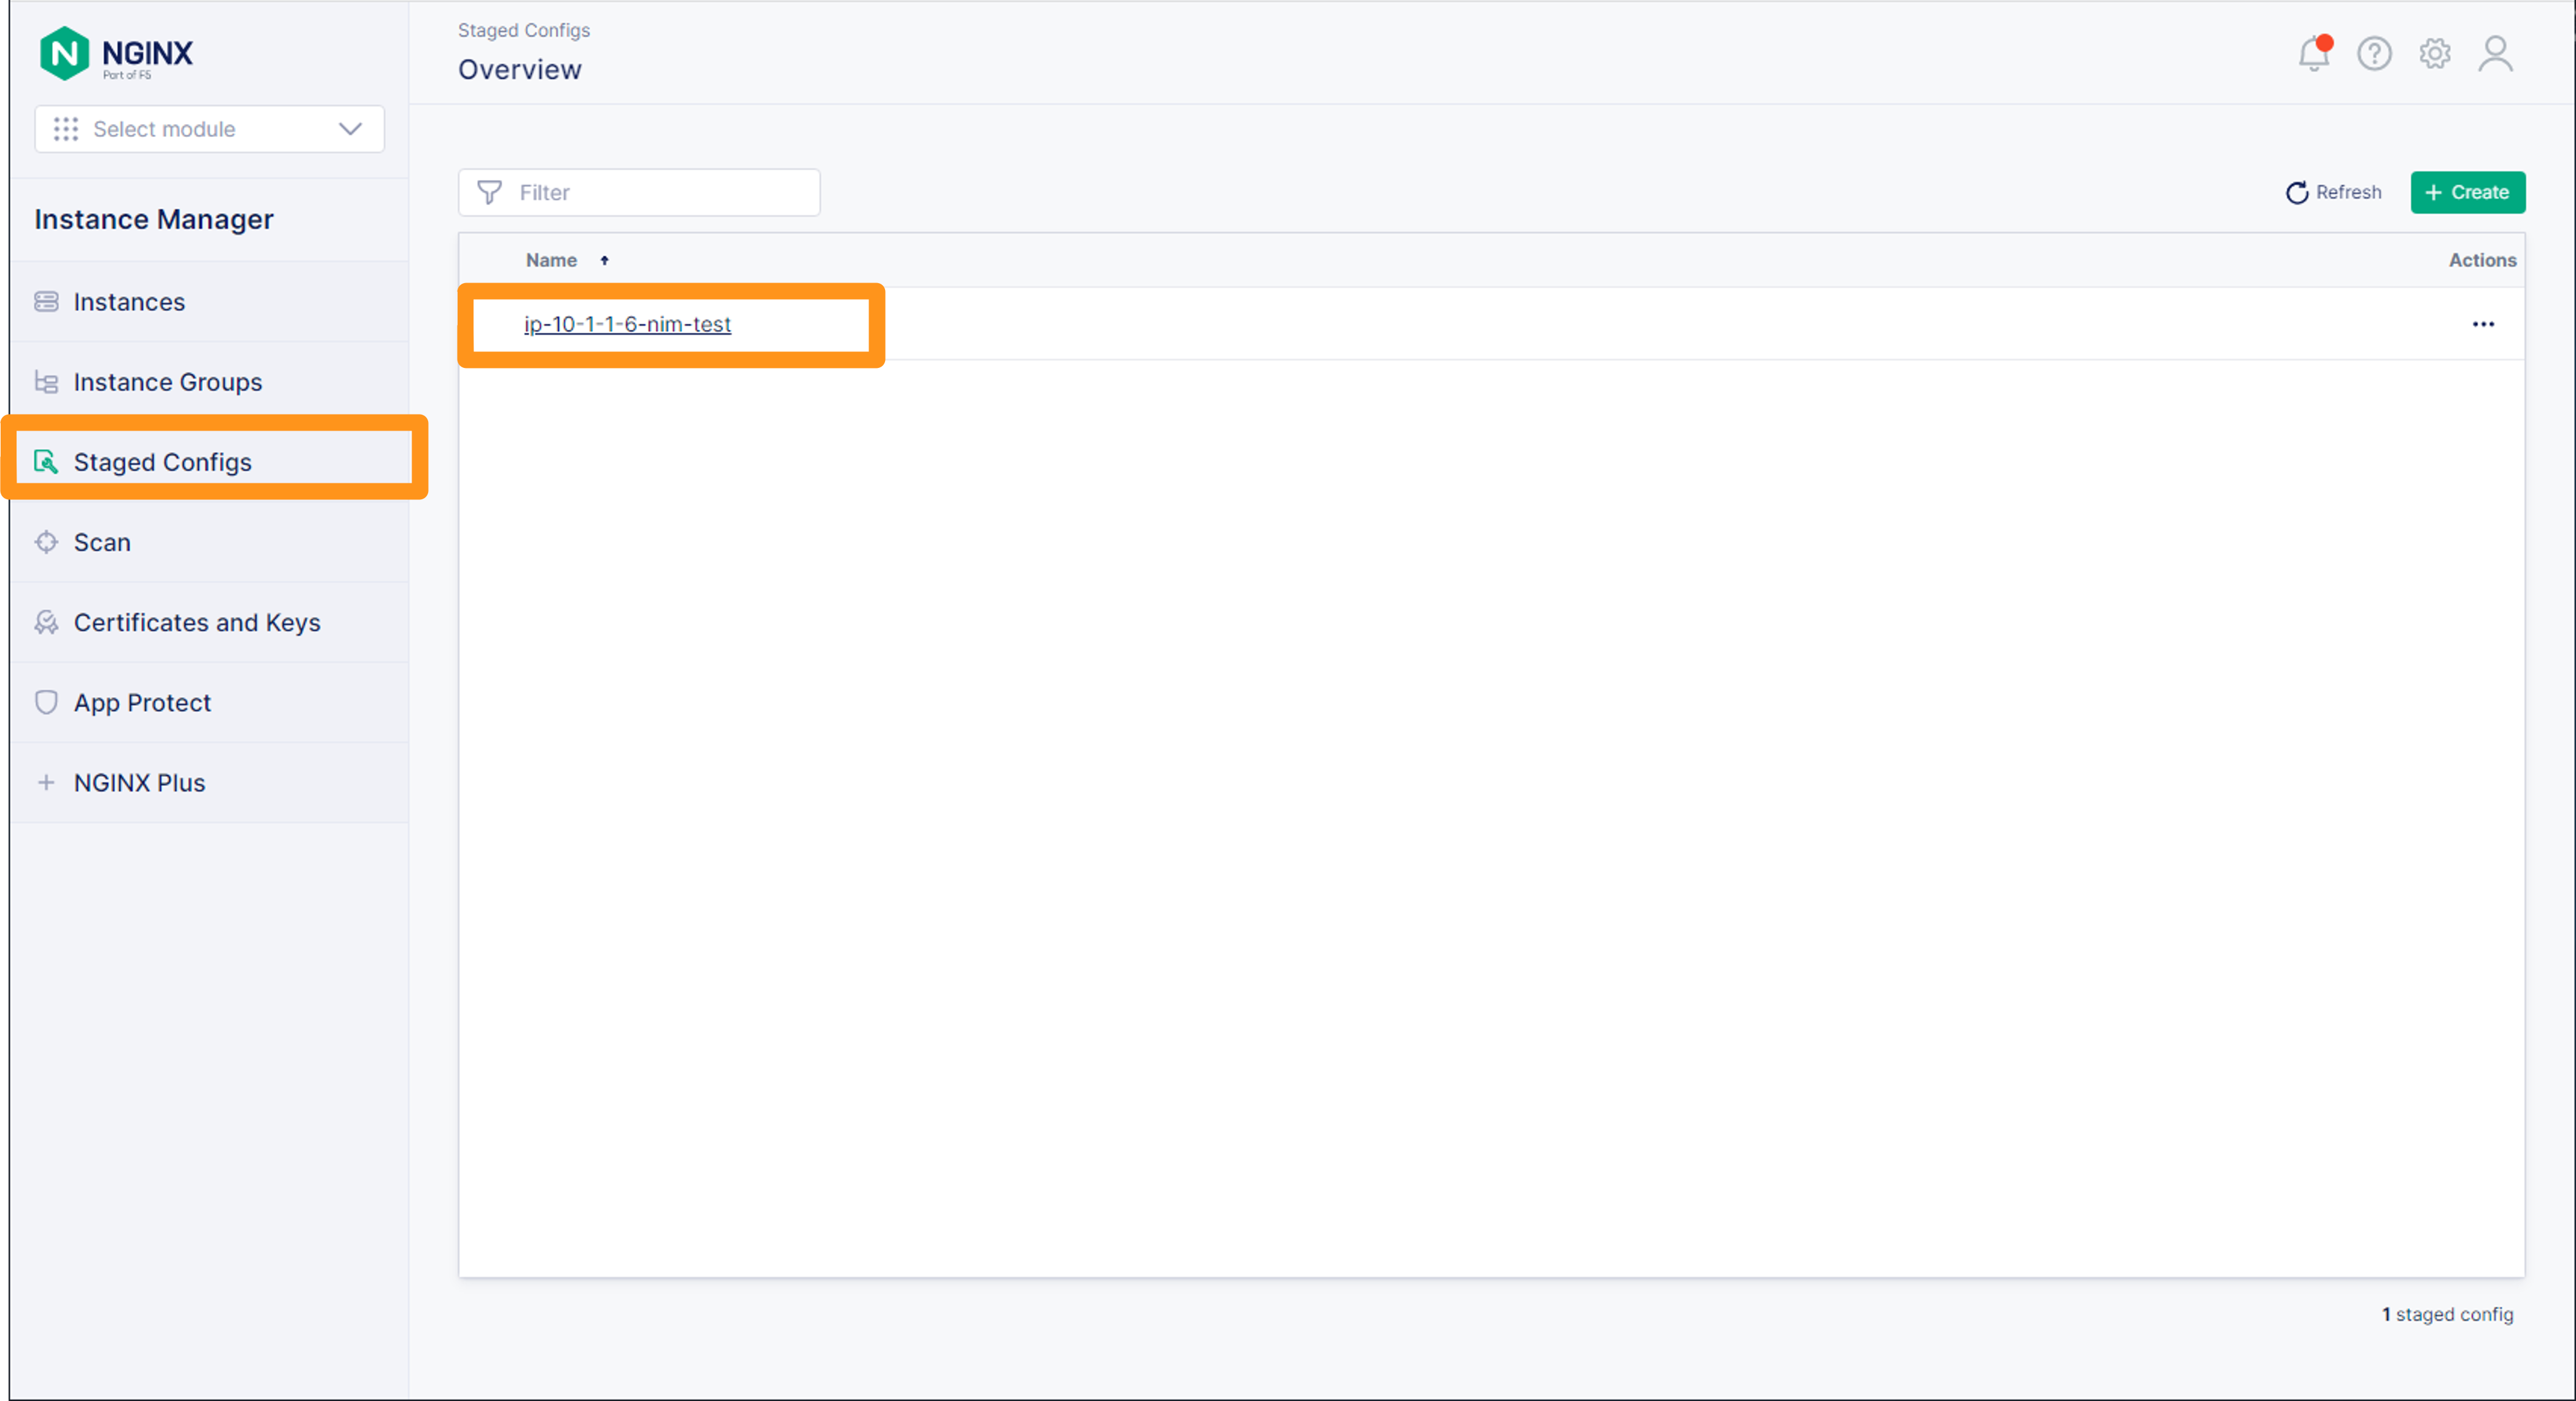 NGINX
Part of F5
Select module
Instance Manager
Instances
Instance Groups
Staged Configs
Scan
Certificates and Keys
App Protect
NGINX Plus
Staged Configs
Overview
Filter
Refresh
+ Create
Name
Actions
ip-10-1-1-6-nim-test
1 staged config